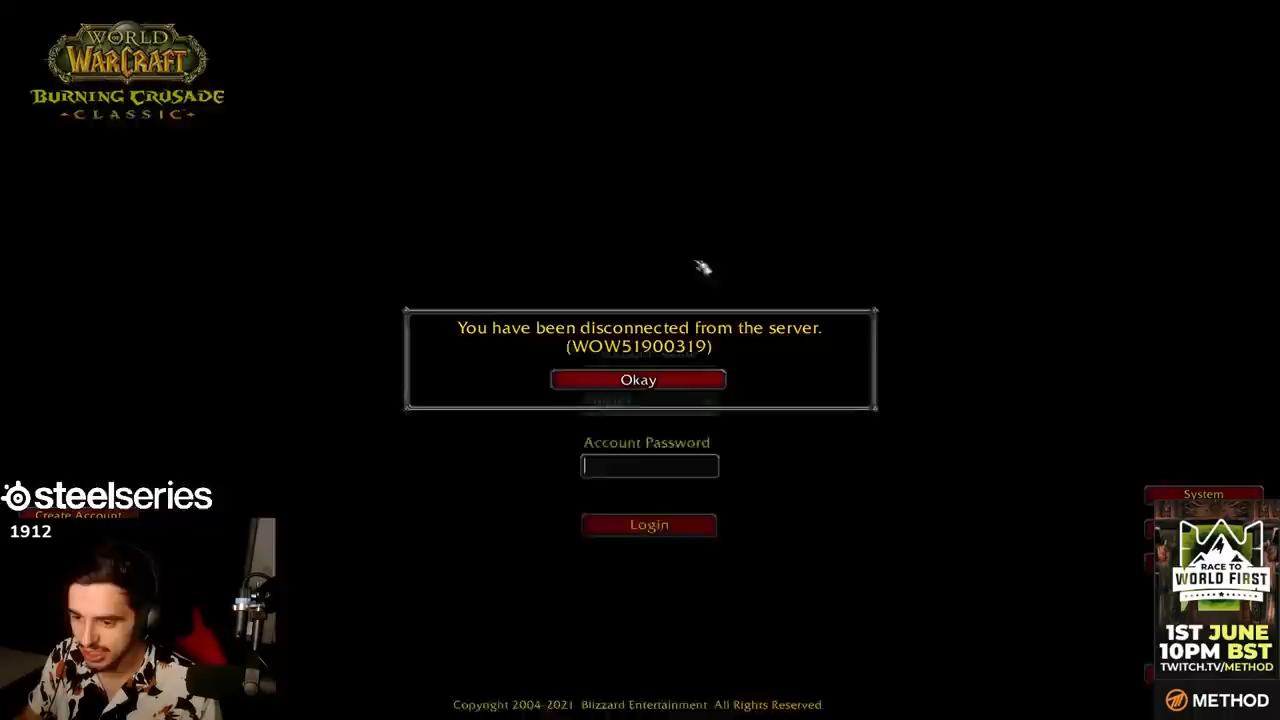 WORLD
WARCRAFT
BURNING CRUSADE
CLASSIC
You have been disconnected from the server.
(WOW51900319)
Okay
Account Password
Login
steelseries
Create Account
1912
System
RACE TO
WORLD FIRST
1ST JUNE
10PM BST
TWITCH.TV/METHOD
METHOD
Copyright 2004-2021 Blizzard Entertainment. All Rights Reserved.